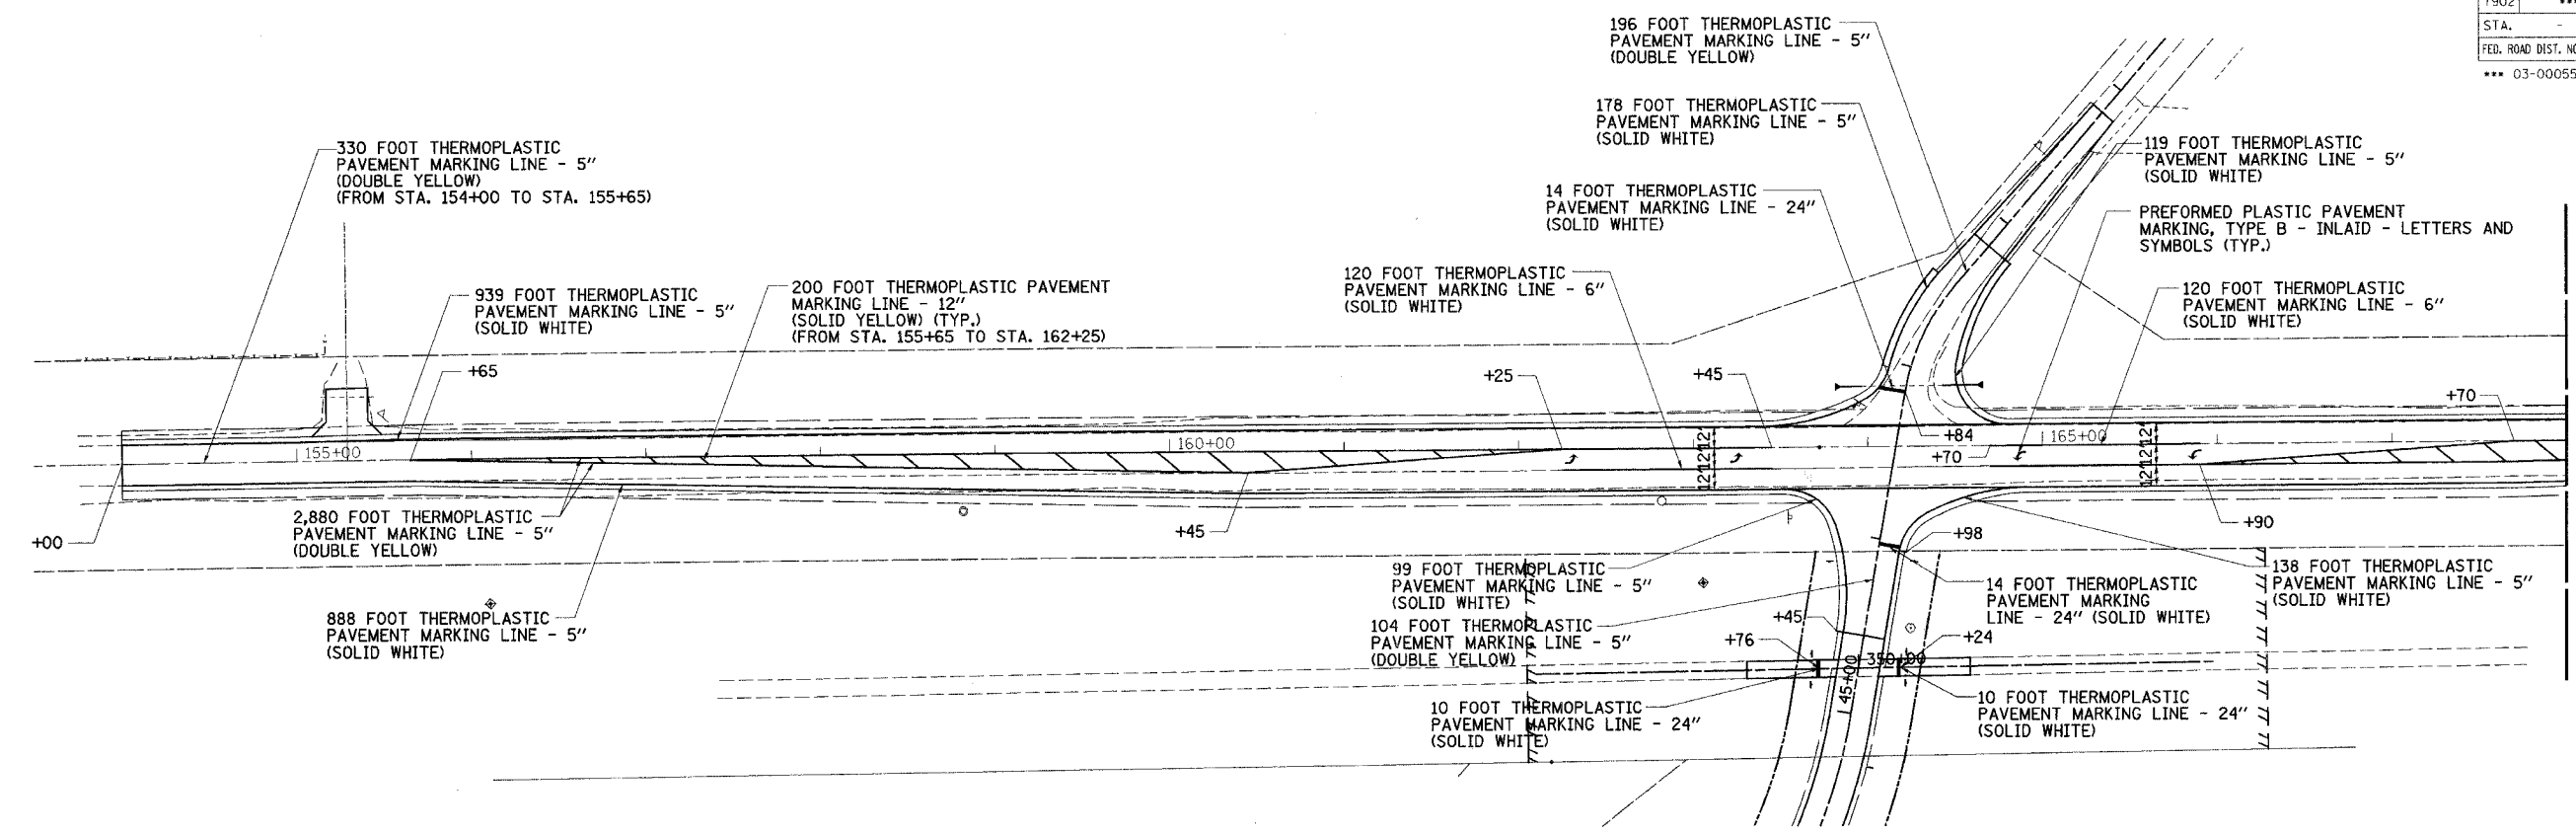 1902 ***
STA. -
FED. ROAD DIST. NO
*** 03-00055
196 FOOT THERMOPLASTIC
PAVEMENT MARKING LINE - 5"
(DOUBLE YELLOW)
178 FOOT THERMOPLASTIC
PAVEMENT MARKING LINE - 5"
(SOLID WHITE)
14 FOOT THERMOPLASTIC
PAVEMENT MARKING LINE - 24"
(SOLID WHITE)
120 FOOT THERMOPLASTIC
PAVEMENT MARKING LINE - 6"
(SOLID WHITE)
119 FOOT THERMOPLASTIC
PAVEMENT MARKING LINE - 5"
(SOLID WHITE)
PREFORMED PLASTIC PAVEMENT
MARKING, TYPE B - INLAID - LETTERS AND
SYMBOLS (TYP.)
120 FOOT THERMOPLASTIC
PAVEMENT MARKING LINE - 6"
(SOLID WHITE)
330 FOOT THERMOPLASTIC
PAVEMENT MARKING LINE - 5"
(DOUBLE YELLOW)
(FROM STA. 154+00 TO STA. 155+65)
939 FOOT THERMOPLASTIC
PAVEMENT MARKING LINE - 5"
(SOLID WHITE)
200 FOOT THERMOPLASTIC PAVEMENT
MARKING LINE - 12"
(SOLID YELLOW) (TYP.)
(FROM STA. 155+65 TO STA. 162+25)
+65
+25
+45
+70
155+00
160+00
+84
165+00
+70
12' 12' 12'
12' 12' 12'
+00
2,880 FOOT THERMOPLASTIC
PAVEMENT MARKING LINE - 5"
(DOUBLE YELLOW)
+45
+90
+98
888 FOOT THERMOPLASTIC
PAVEMENT MARKING LINE - 5"
(SOLID WHITE)
99 FOOT THERMOPLASTIC
PAVEMENT MARKING LINE - 5"
(SOLID WHITE)
104 FOOT THERMOPLASTIC
PAVEMENT MARKING LINE - 5"
(DOUBLE YELLOW)
14 FOOT THERMOPLASTIC
PAVEMENT MARKING
LINE - 24" (SOLID WHITE)
138 FOOT THERMOPLASTIC
PAVEMENT MARKING LINE - 5"
(SOLID WHITE)
+45
+76
+24
350+00
45+00
10 FOOT THERMOPLASTIC
PAVEMENT MARKING LINE - 24"
(SOLID WHITE)
10 FOOT THERMOPLASTIC
PAVEMENT MARKING LINE - 24"
(SOLID WHITE)